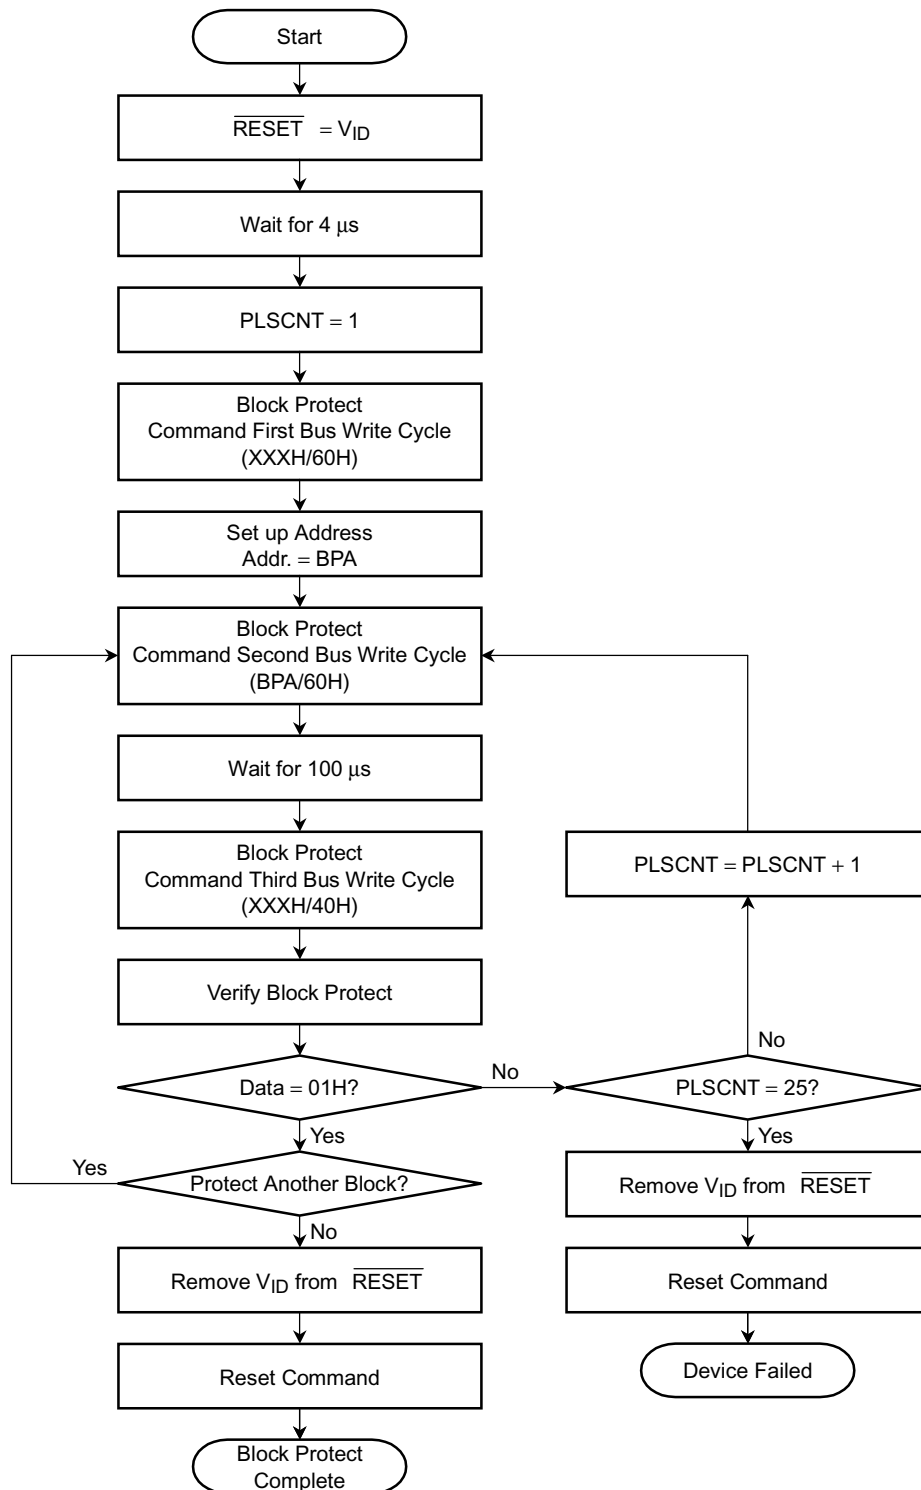 Start
RESET = VID
Wait for 4 μs
PLSCNT = 1
Block Protect
Command First Bus Write Cycle
(XXXH/60H)
Set up Address
Addr. = BPA
Block Protect
Command Second Bus Write Cycle
(BPA/60H)
Wait for 100 μs
Block Protect
Command Third Bus Write Cycle
(XXXH/40H)
PLSCNT = PLSCNT + 1
Verify Block Protect
No
Data = 01H?
No
PLSCNT = 25?
Yes
Yes
Yes
Protect Another Block?
Remove VID from RESET
No
Remove VID from RESET
Reset Command
Reset Command
Device Failed
Block Protect
Complete